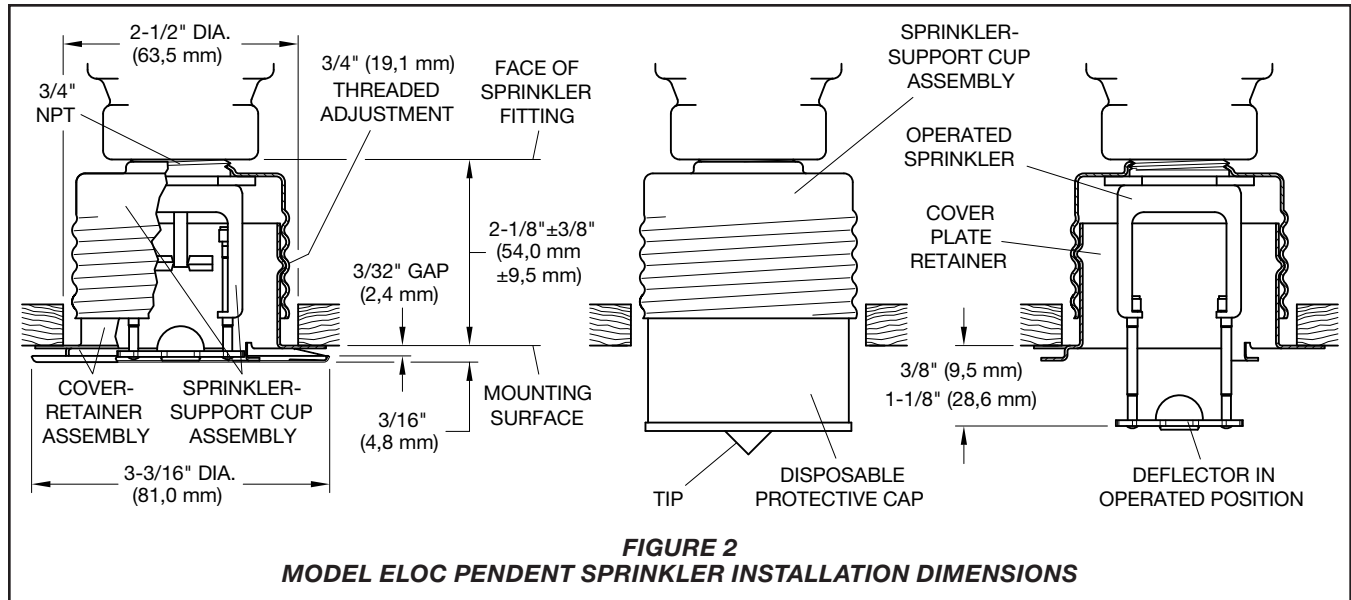 2-1/2" DIA.
(63,5 mm)
3/4"
NPT
3/4" (19,1 mm)
THREADED
ADJUSTMENT
FACE OF
SPRINKLER
FITTING
2-1/8"±3/8"
(54,0 mm
±9,5 mm)
3/32" GAP
(2,4 mm)
COVER-
RETAINER
ASSEMBLY
SPRINKLER-
SUPPORT CUP
ASSEMBLY
3/16"
(4,8 mm)
MOUNTING
SURFACE
3-3/16" DIA.
(81,0 mm)
SPRINKLER-
SUPPORT CUP
ASSEMBLY
OPERATED
SPRINKLER
COVER
PLATE
RETAINER
TIP
DISPOSABLE
PROTECTIVE CAP
3/8" (9,5 mm)
1-1/8" (28,6 mm)
DEFLECTOR IN
OPERATED POSITION
FIGURE 2
MODEL ELOC PENDENT SPRINKLER INSTALLATION DIMENSIONS